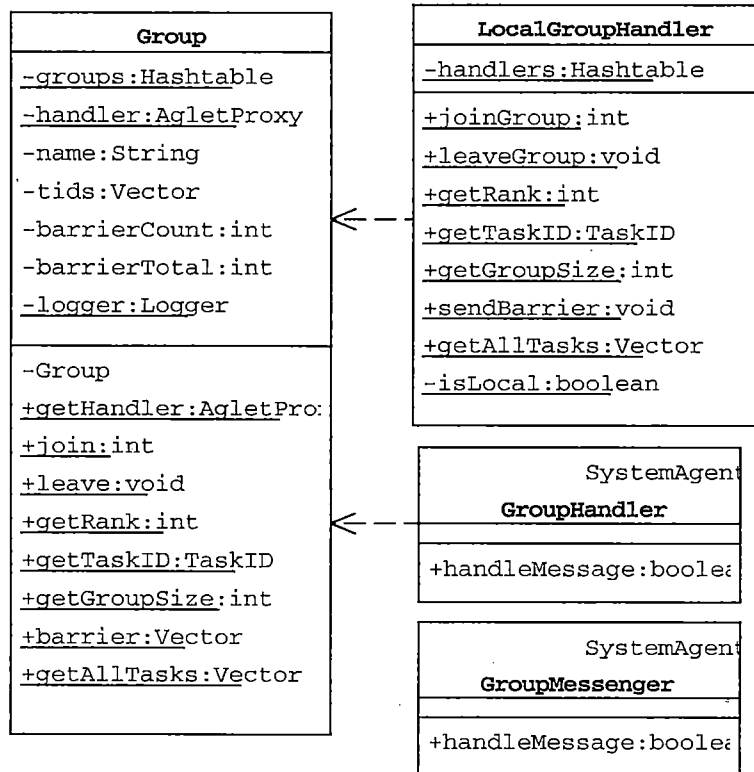 Group
-groups:Hashtable
-handler:AgletProxy
-name:String
-tids:Vector
-barrierCount:int
-barrierTotal:int
-logger:Logger
-Group
+getHandler:AgletPro
+join:int
+leave:void
+getRank:int
+getTaskID:TaskID
+getGroupSize:int
+barrier:Vector
+getAllTasks:Vector
LocalGroupHandler
-handlers:Hashtable
+joinGroup:int
+leaveGroup:void
+getRank:int
+getTaskID:TaskID
+getGroupSize:int
+sendBarrier:void
+getAllTasks:Vector
-isLocal:boolean
SystemAgent
GroupHandler
+handleMessage:boolea
SystemAgent
GroupMessenger
+handleMessage:boolea